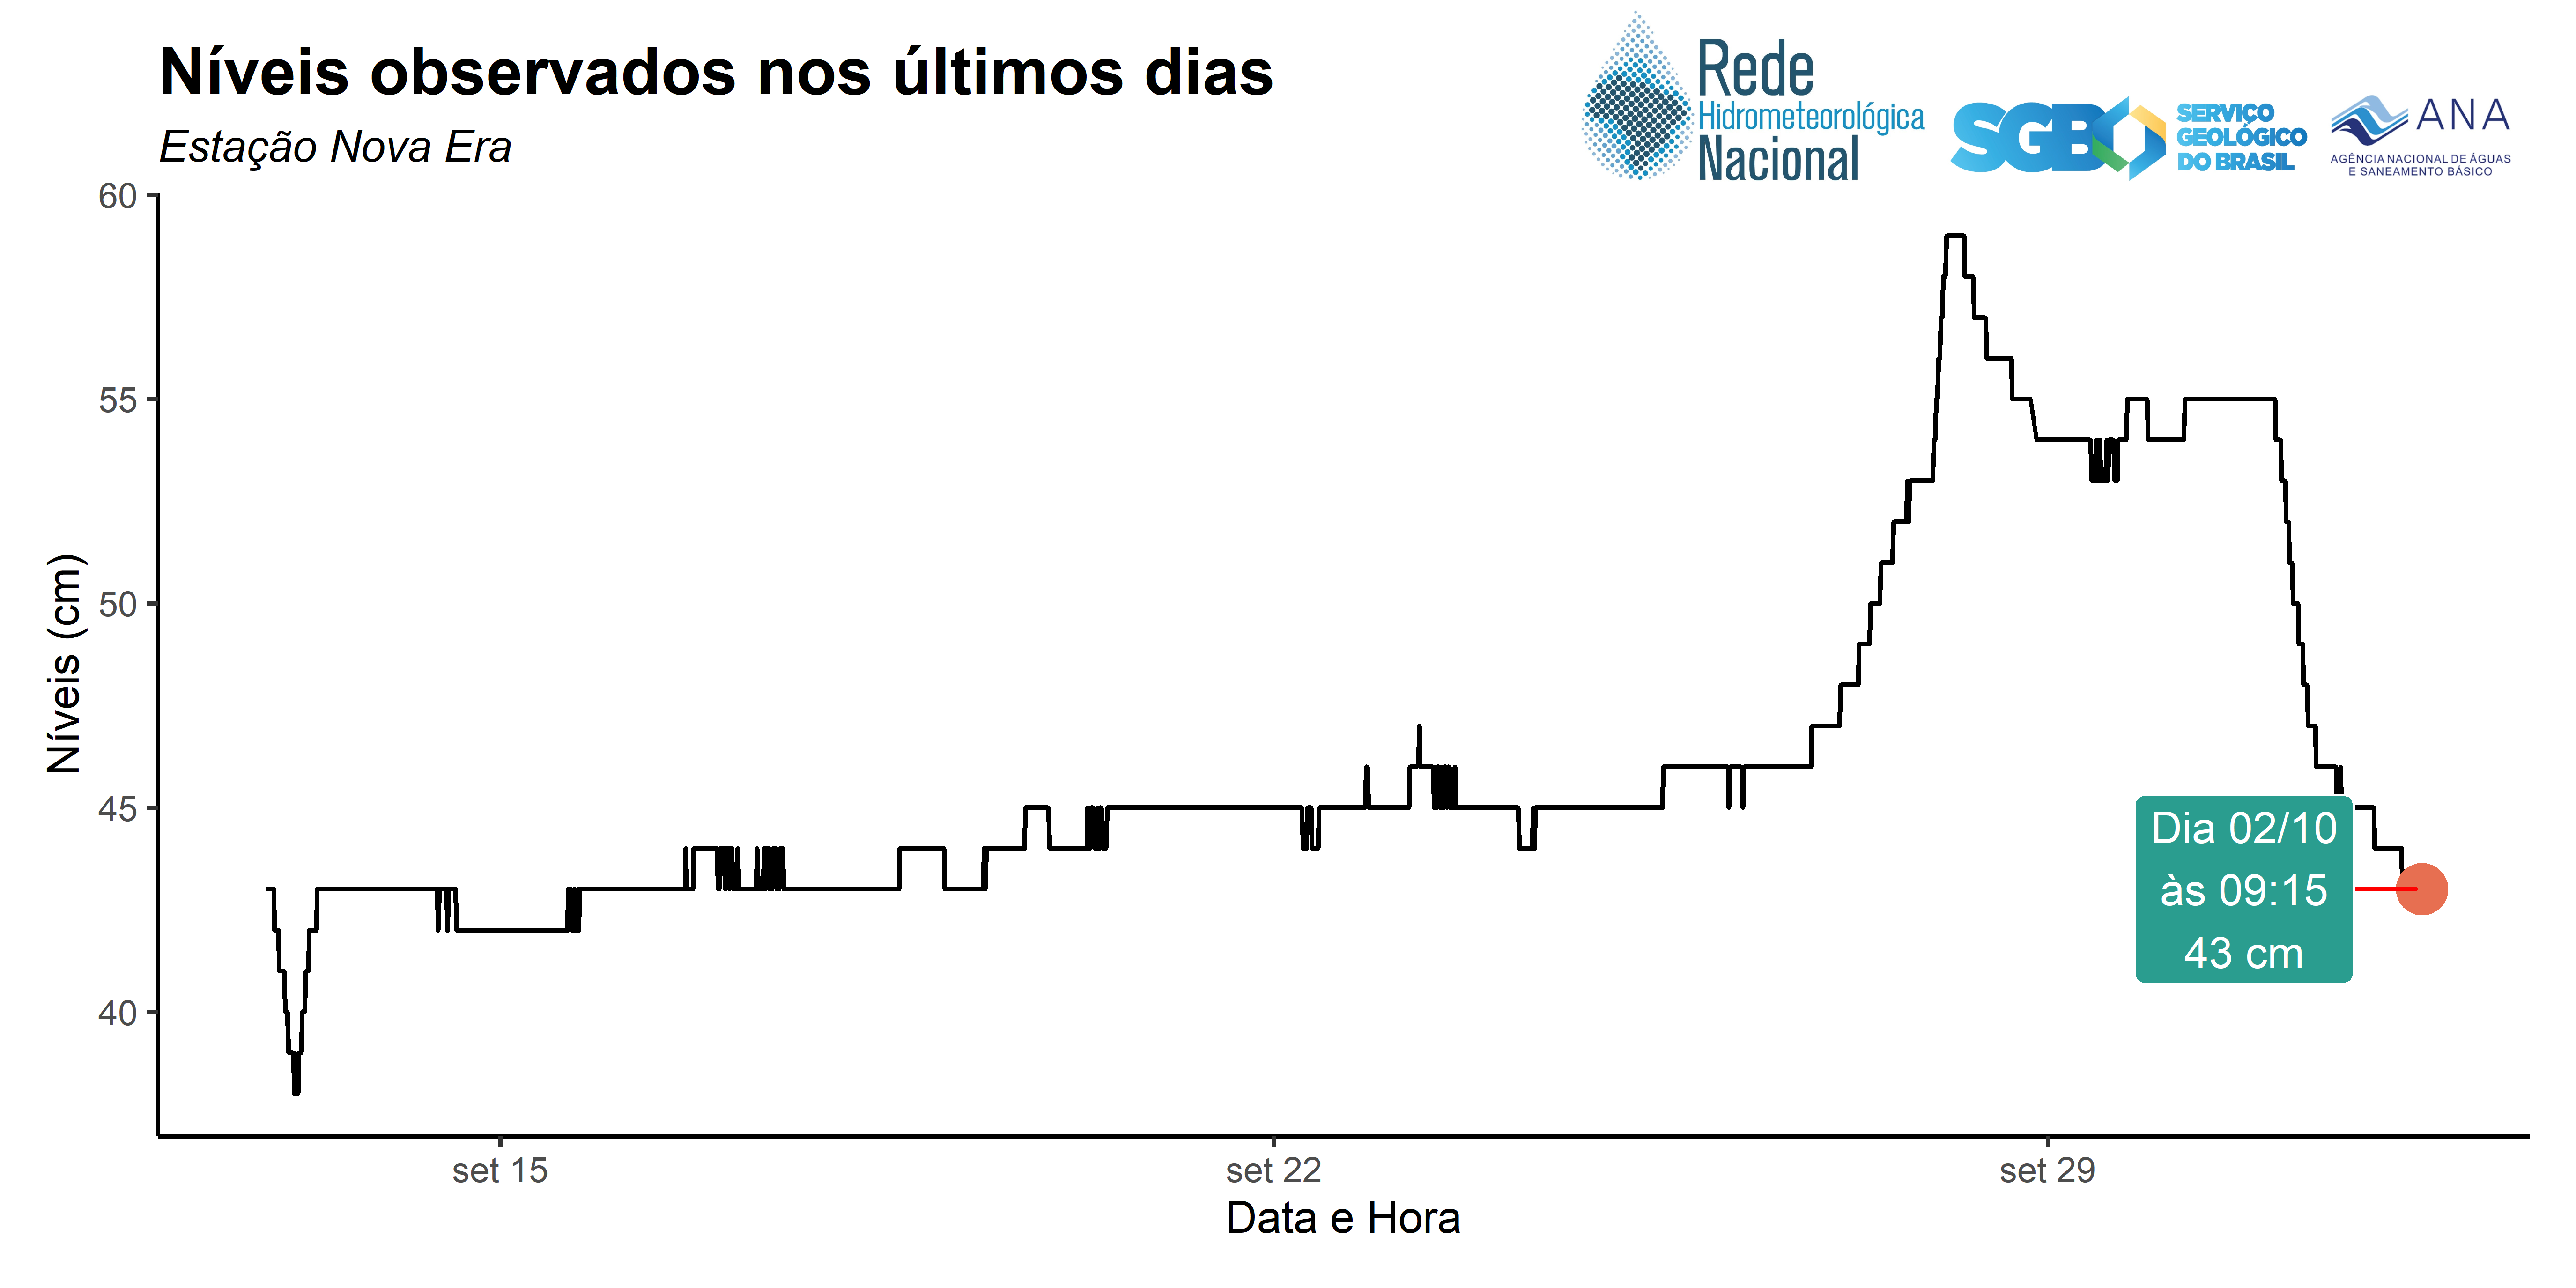 Níveis observados nos últimos dias
Estação Nova Era
Rede
Hidrometeorológica
Nacional
SGB
SERVIÇO
GEOLÓGICO
DO BRASIL
ANA
AGÊNCIA NACIONAL DE ÁGUAS
E SANEAMENTO BÁSICO
Níveis (cm)
60
55
50
45
40
Dia 02/10
às 09:15
43 cm
set 15
set 22
set 29
Data e Hora